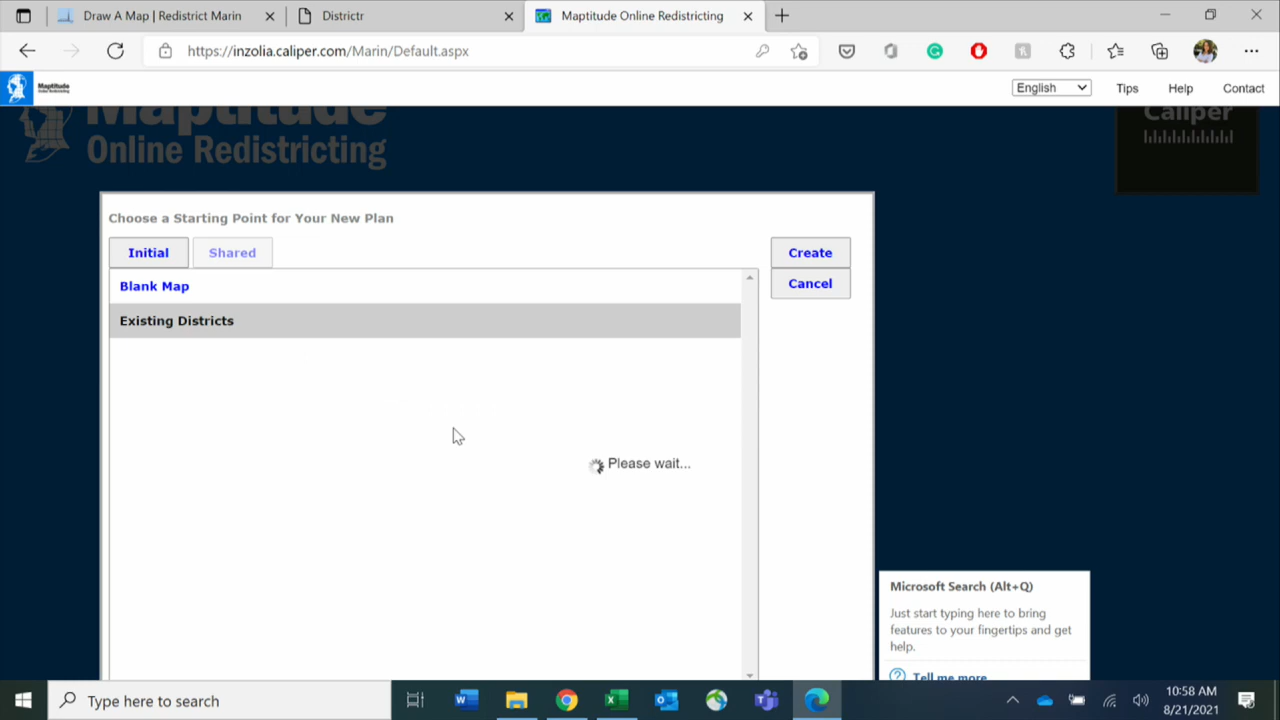 Draw A Map | Redistrict Marin
Districtr
Maptitude Online Redistricting
https://inzolia.caliper.com/Marin/Default.aspx
Maptitude
Online Redistricting
English
Tips
Help
Contact
Maptitude
Online Redistricting
Caliper
Choose a Starting Point for Your New Plan
Initial
Shared
Create
Blank Map
Cancel
Existing Districts
Please wait...
Microsoft Search (Alt+Q)
Just start typing here to bring
features to your fingertips and get
help.
Tell me more
Type here to search
10:58 AM
8/21/2021